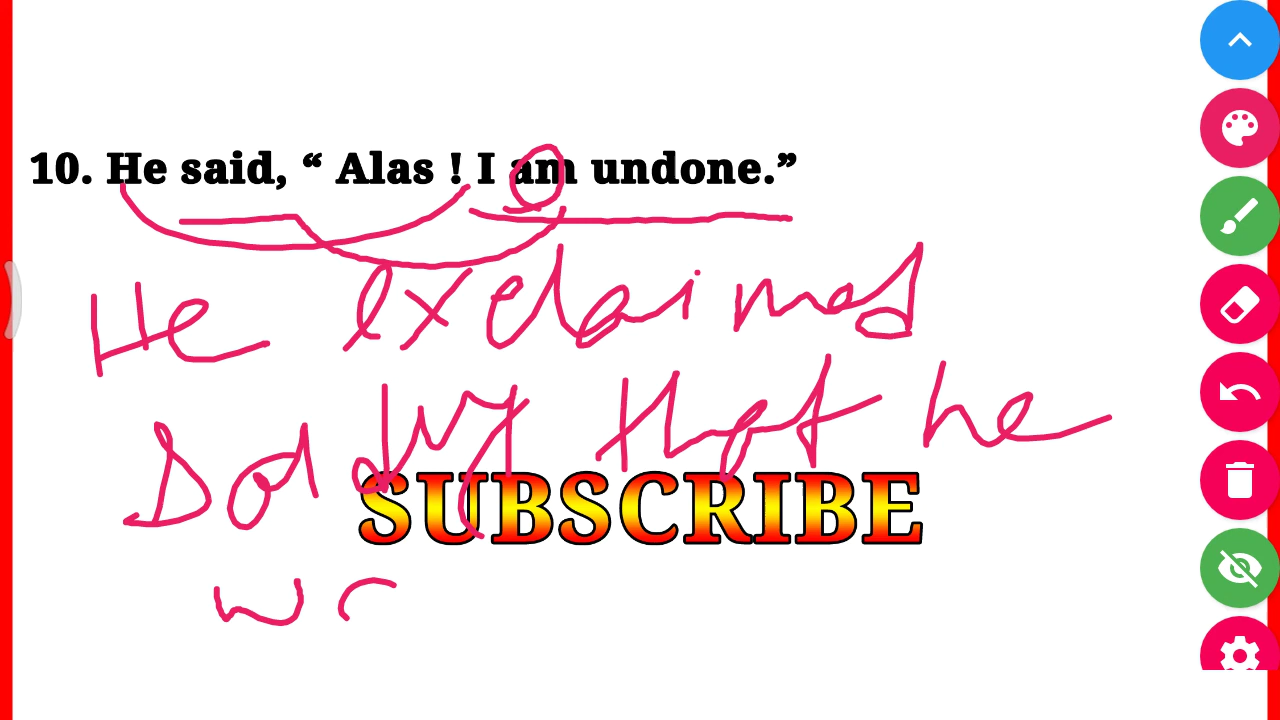 10. He said, “ Alas ! I am undone.”
He exclaimed
sadly that he
SUBSCRIBE